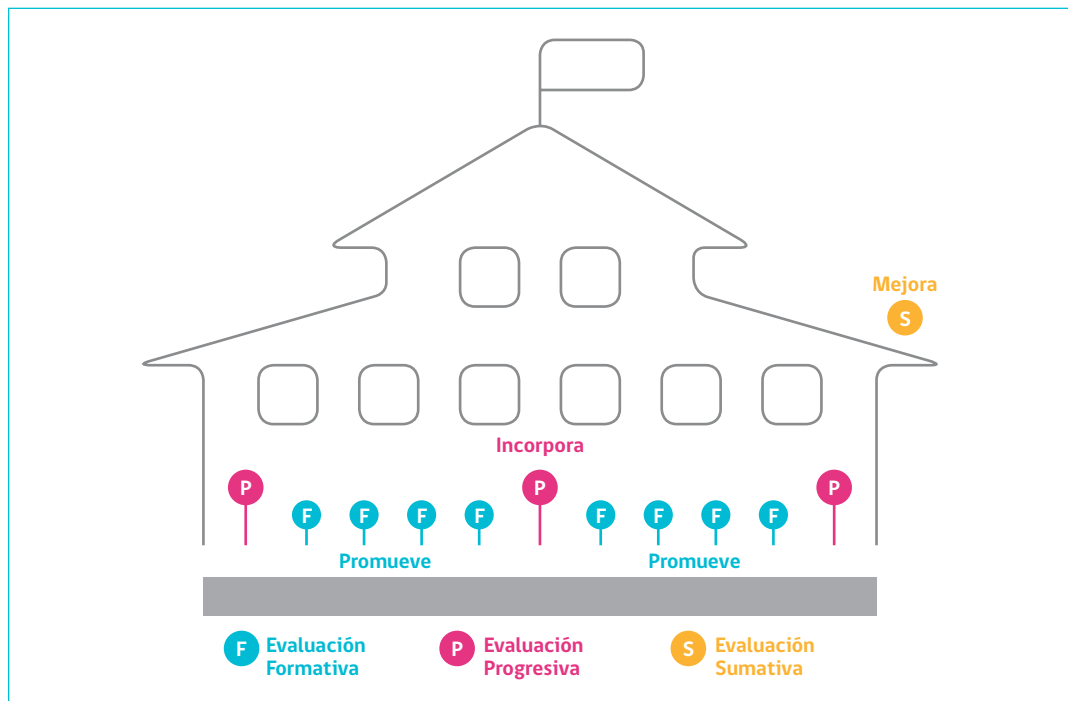 Mejora
S
Incorpora
P P P
F F F F F F F F
Promueve Promueve
F Evaluación Formativa
P Evaluación Progresiva
S Evaluación Sumativa